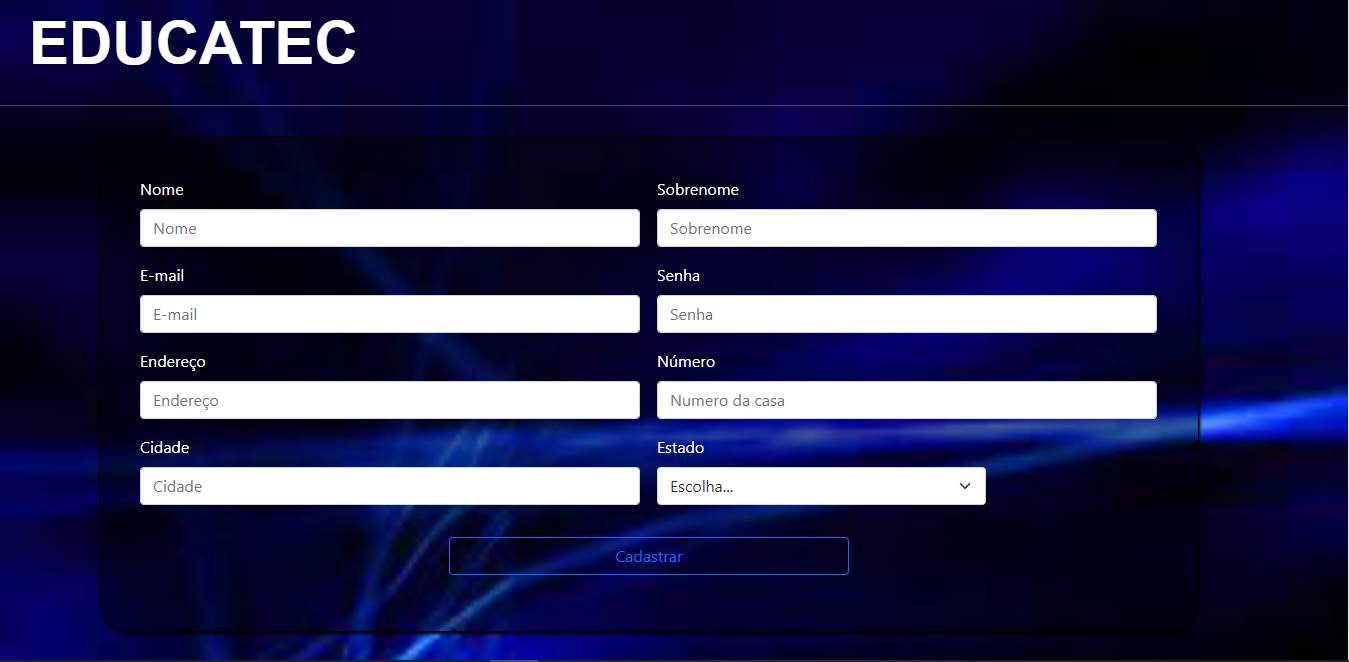 EDUCATEC
Nome Sobrenome
Nome Sobrenome
E-mail Senha
E-mail Senha
Endereço Número
Endereço Numero da casa
Cidade Estado
Cidade Escolha...
Cadastrar